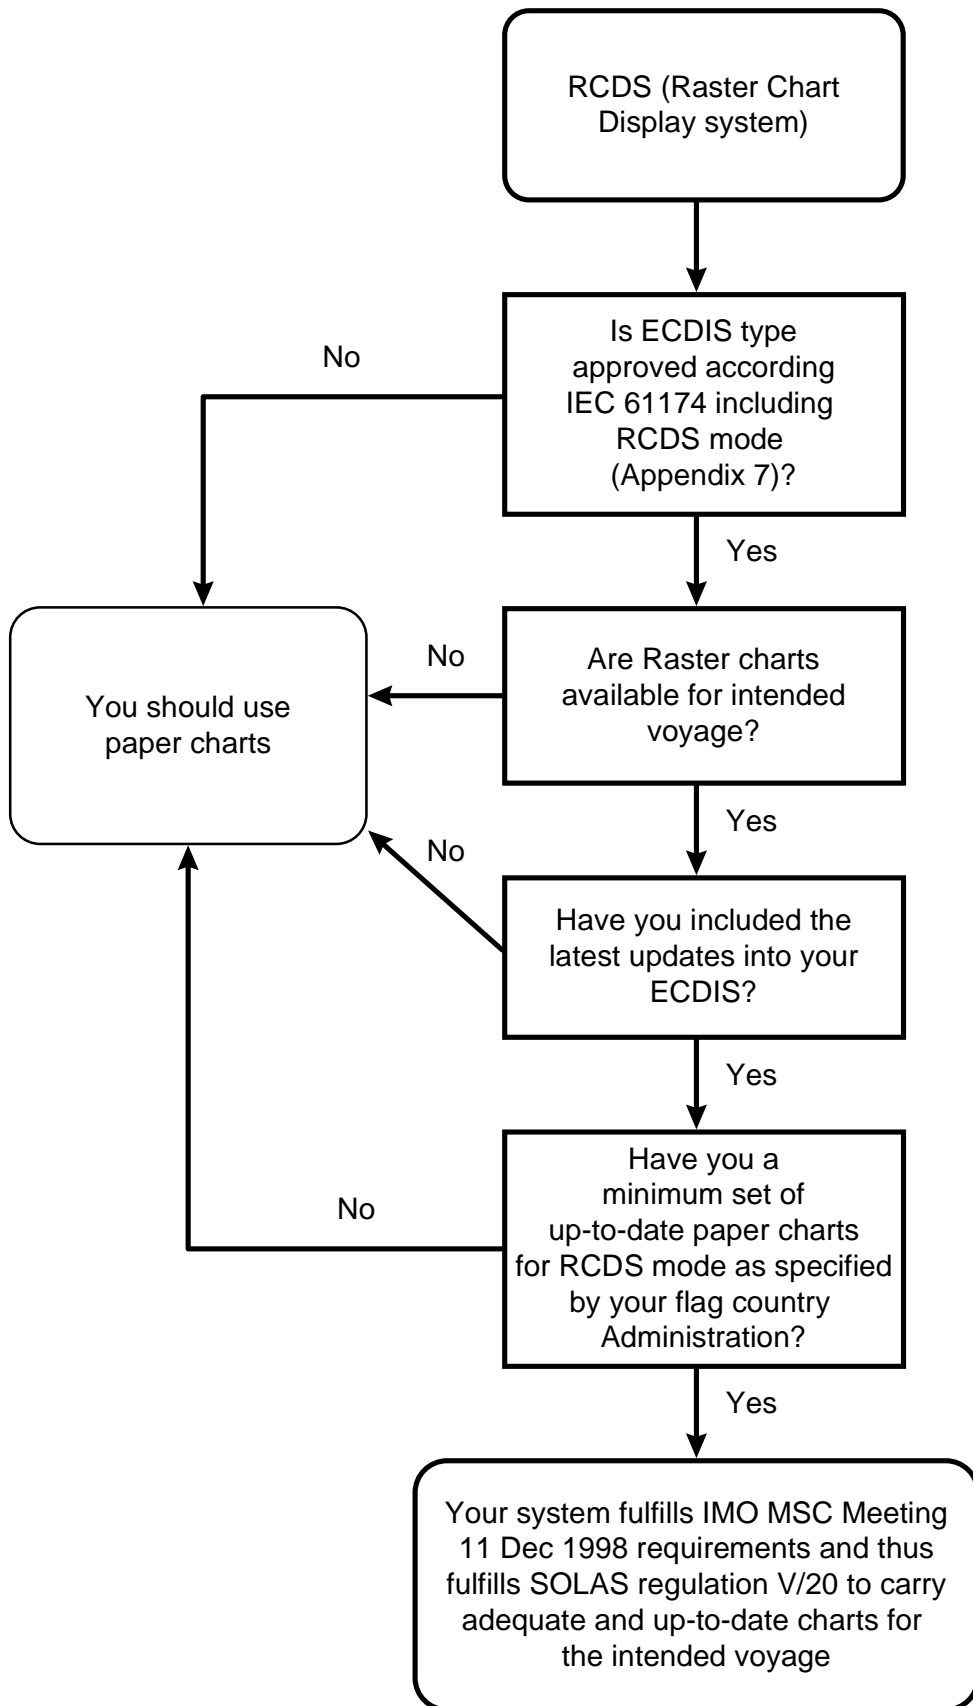 RCDS (Raster Chart
Display system)
Is ECDIS type
approved according
IEC 61174 including
RCDS mode
(Appendix 7)?
No
Yes
Are Raster charts
available for intended
voyage?
No
You should use
paper charts
Yes
No
Have you included the
latest updates into your
ECDIS?
Yes
Have you a
minimum set of
up-to-date paper charts
for RCDS mode as specified
by your flag country
Administration?
No
Yes
Your system fulfills IMO MSC Meeting
11 Dec 1998 requirements and thus
fulfills SOLAS regulation V/20 to carry
adequate and up-to-date charts for
the intended voyage